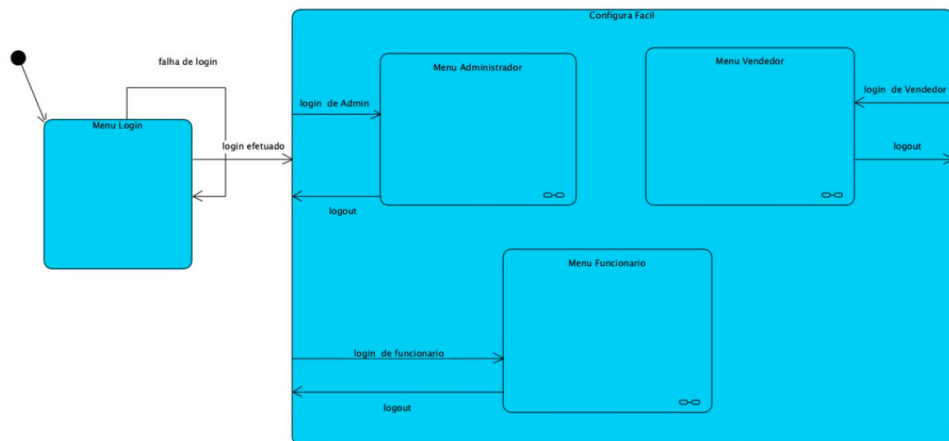 Configura Facil
falha de login
Menu Administrador
Menu Vendedor
login de Admin
login de Vendedor
Menu Login
login efetuado
logout
logout
Menu Funcionario
login de funcionario
logout